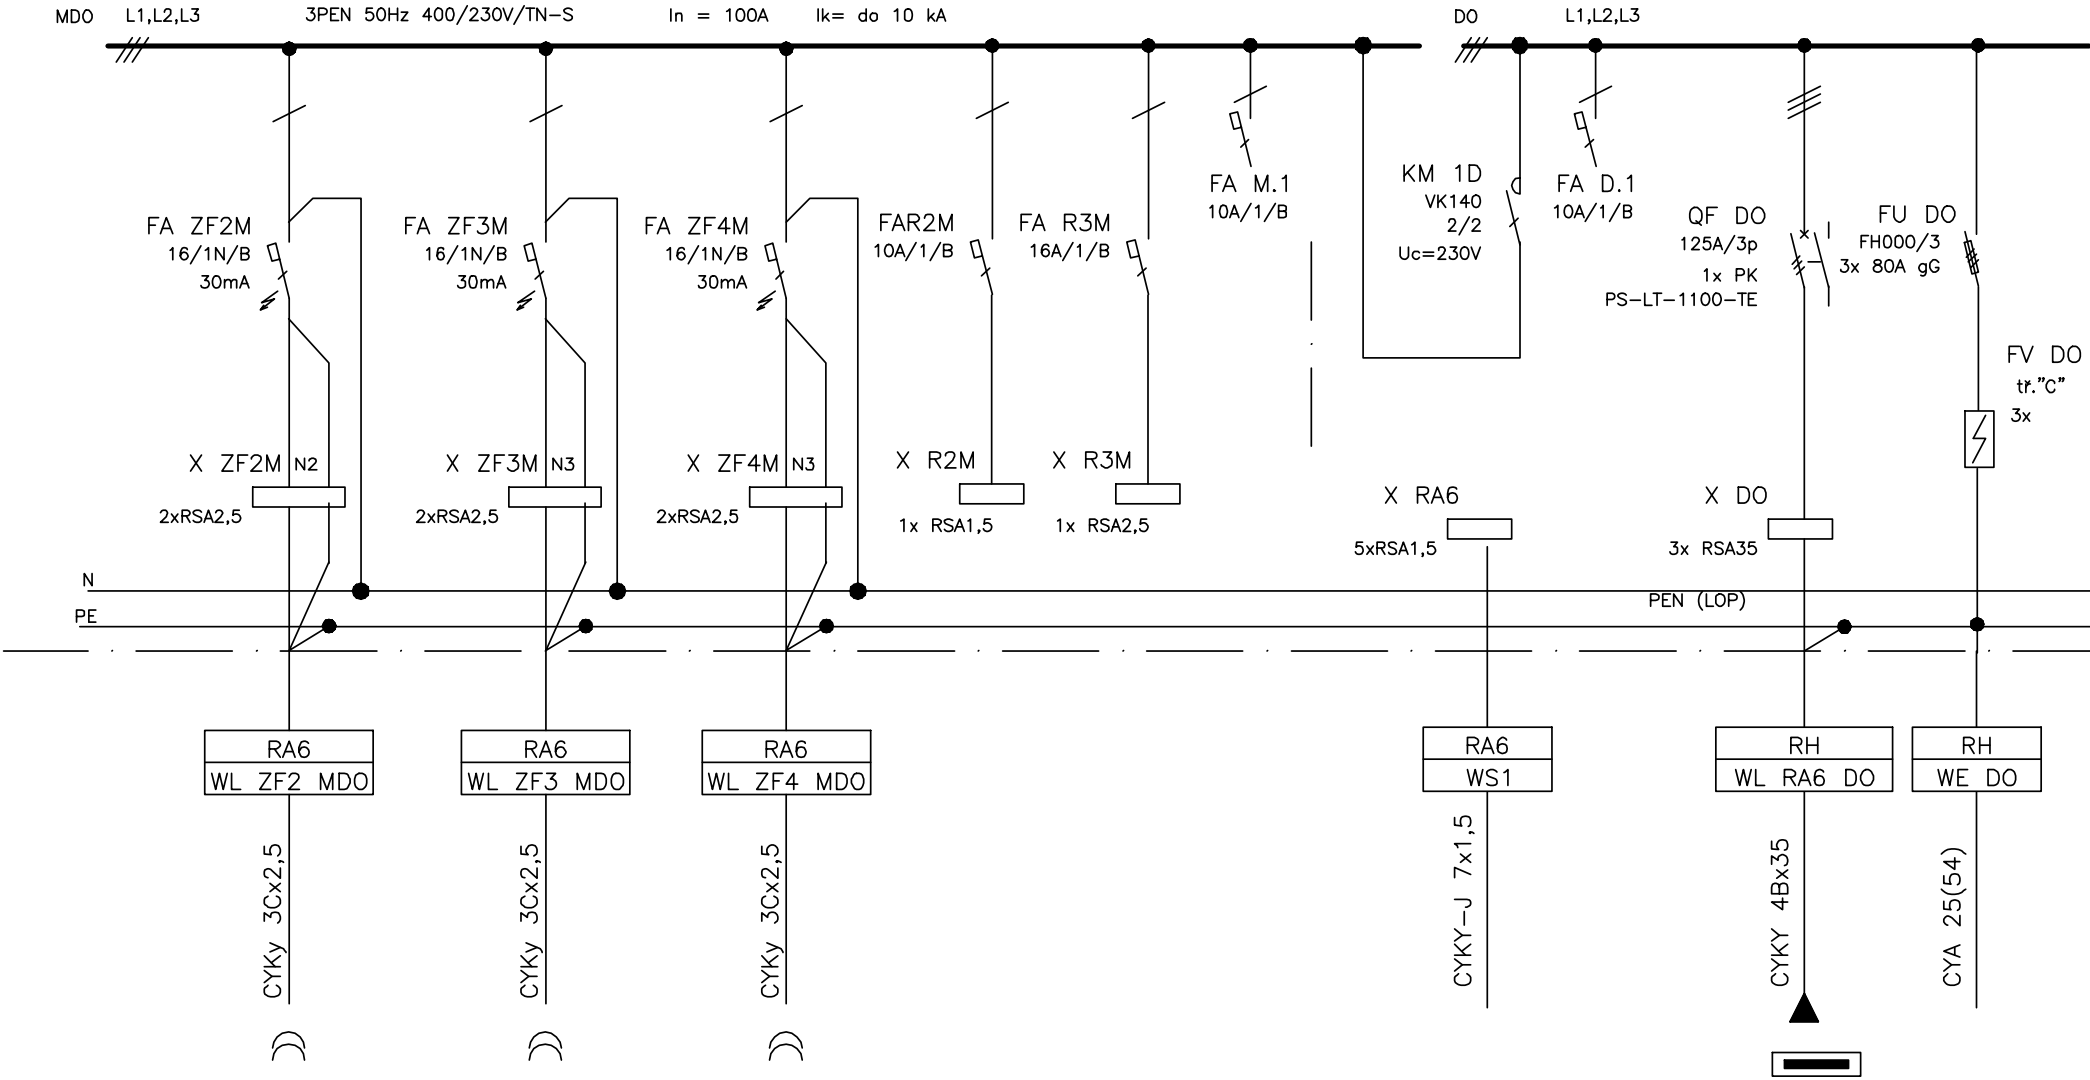 MDO L1,L2,L3 3PEN 50Hz 400/230V/TN-S In = 100A Ik= do 10 kA
DO L1,L2,L3
FA ZF2M
16/1N/B
30mA
FA ZF3M
16/1N/B
30mA
FA ZF4M
16/1N/B
30mA
FAR2M
10A/1/B
FA R3M
16A/1/B
FA M.1
10A/1/B
KM 1D
VK140
2/2
Uc=230V
FA D.1
10A/1/B
QF DO
125A/3p
1x PK
PS-LT-1100-TE
FU DO
FH000/3
3x 80A gG
FV DO
tř."C"
3x
X ZF2M N2
2xRSA2,5
X ZF3M N3
2xRSA2,5
X ZF4M N3
2xRSA2,5
X R2M
1x RSA1,5
X R3M
1x RSA2,5
X RA6
5xRSA1,5
X DO
3x RSA35
N
PE
PEN (LOP)
RA6
WL ZF2 MDO
CYKy 3Cx2,5
RA6
WL ZF3 MDO
CYKy 3Cx2,5
RA6
WL ZF4 MDO
CYKy 3Cx2,5
RA6
WS1
CYKY-J 7x1,5
RH
WL RA6 DO
CYKY 4Bx35
RH
WE DO
CYA 25(54)